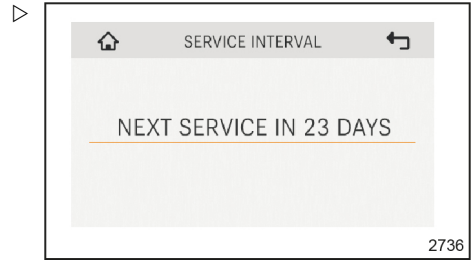 SERVICE INTERVAL
NEXT SERVICE IN 23 DAYS
2736